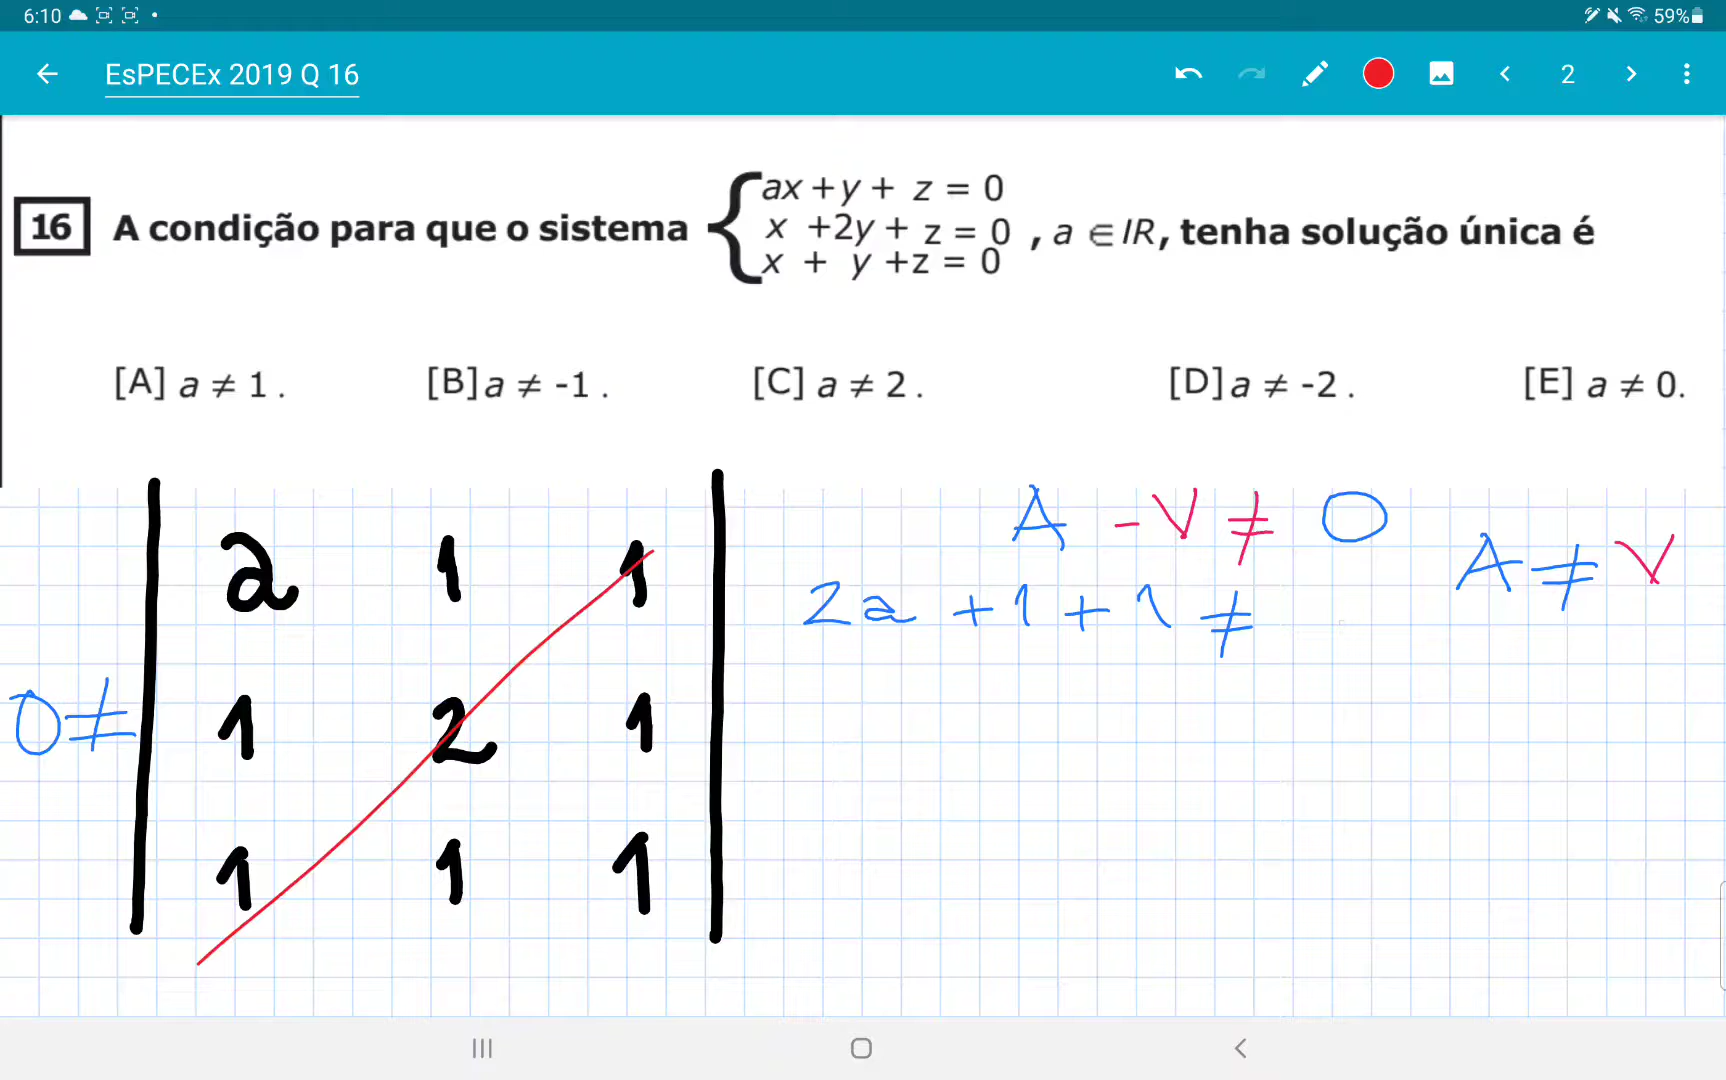 6:10 59%
EsPECEx 2019 Q 16 2
ax + y + z = 0
16 A condição para que o sistema { x + 2y + z = 0 , a ∈ IR, tenha solução única é
x + y + z = 0
[A] a ≠ 1 . [B] a ≠ -1 . [C] a ≠ 2 . [D] a ≠ -2 . [E] a ≠ 0.
A - V ≠ 0
a 1 1 A ≠ V
2a + 1 + 1 ≠
0 ≠ 1 2 1
1 1 1